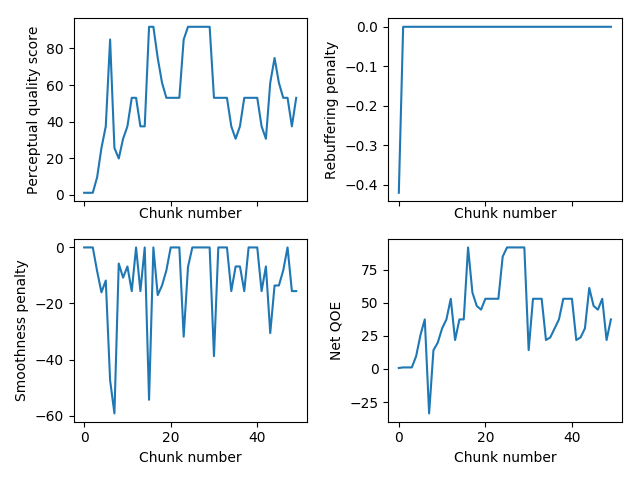 Perceptual quality score
80
60
40
20
0
Chunk number
Rebuffering penalty
0.0
−0.1
−0.2
−0.3
−0.4
Chunk number
Smoothness penalty
0
−20
−40
−60
0 20 40
Chunk number
Net QOE
75
50
25
0
−25
0 20 40
Chunk number